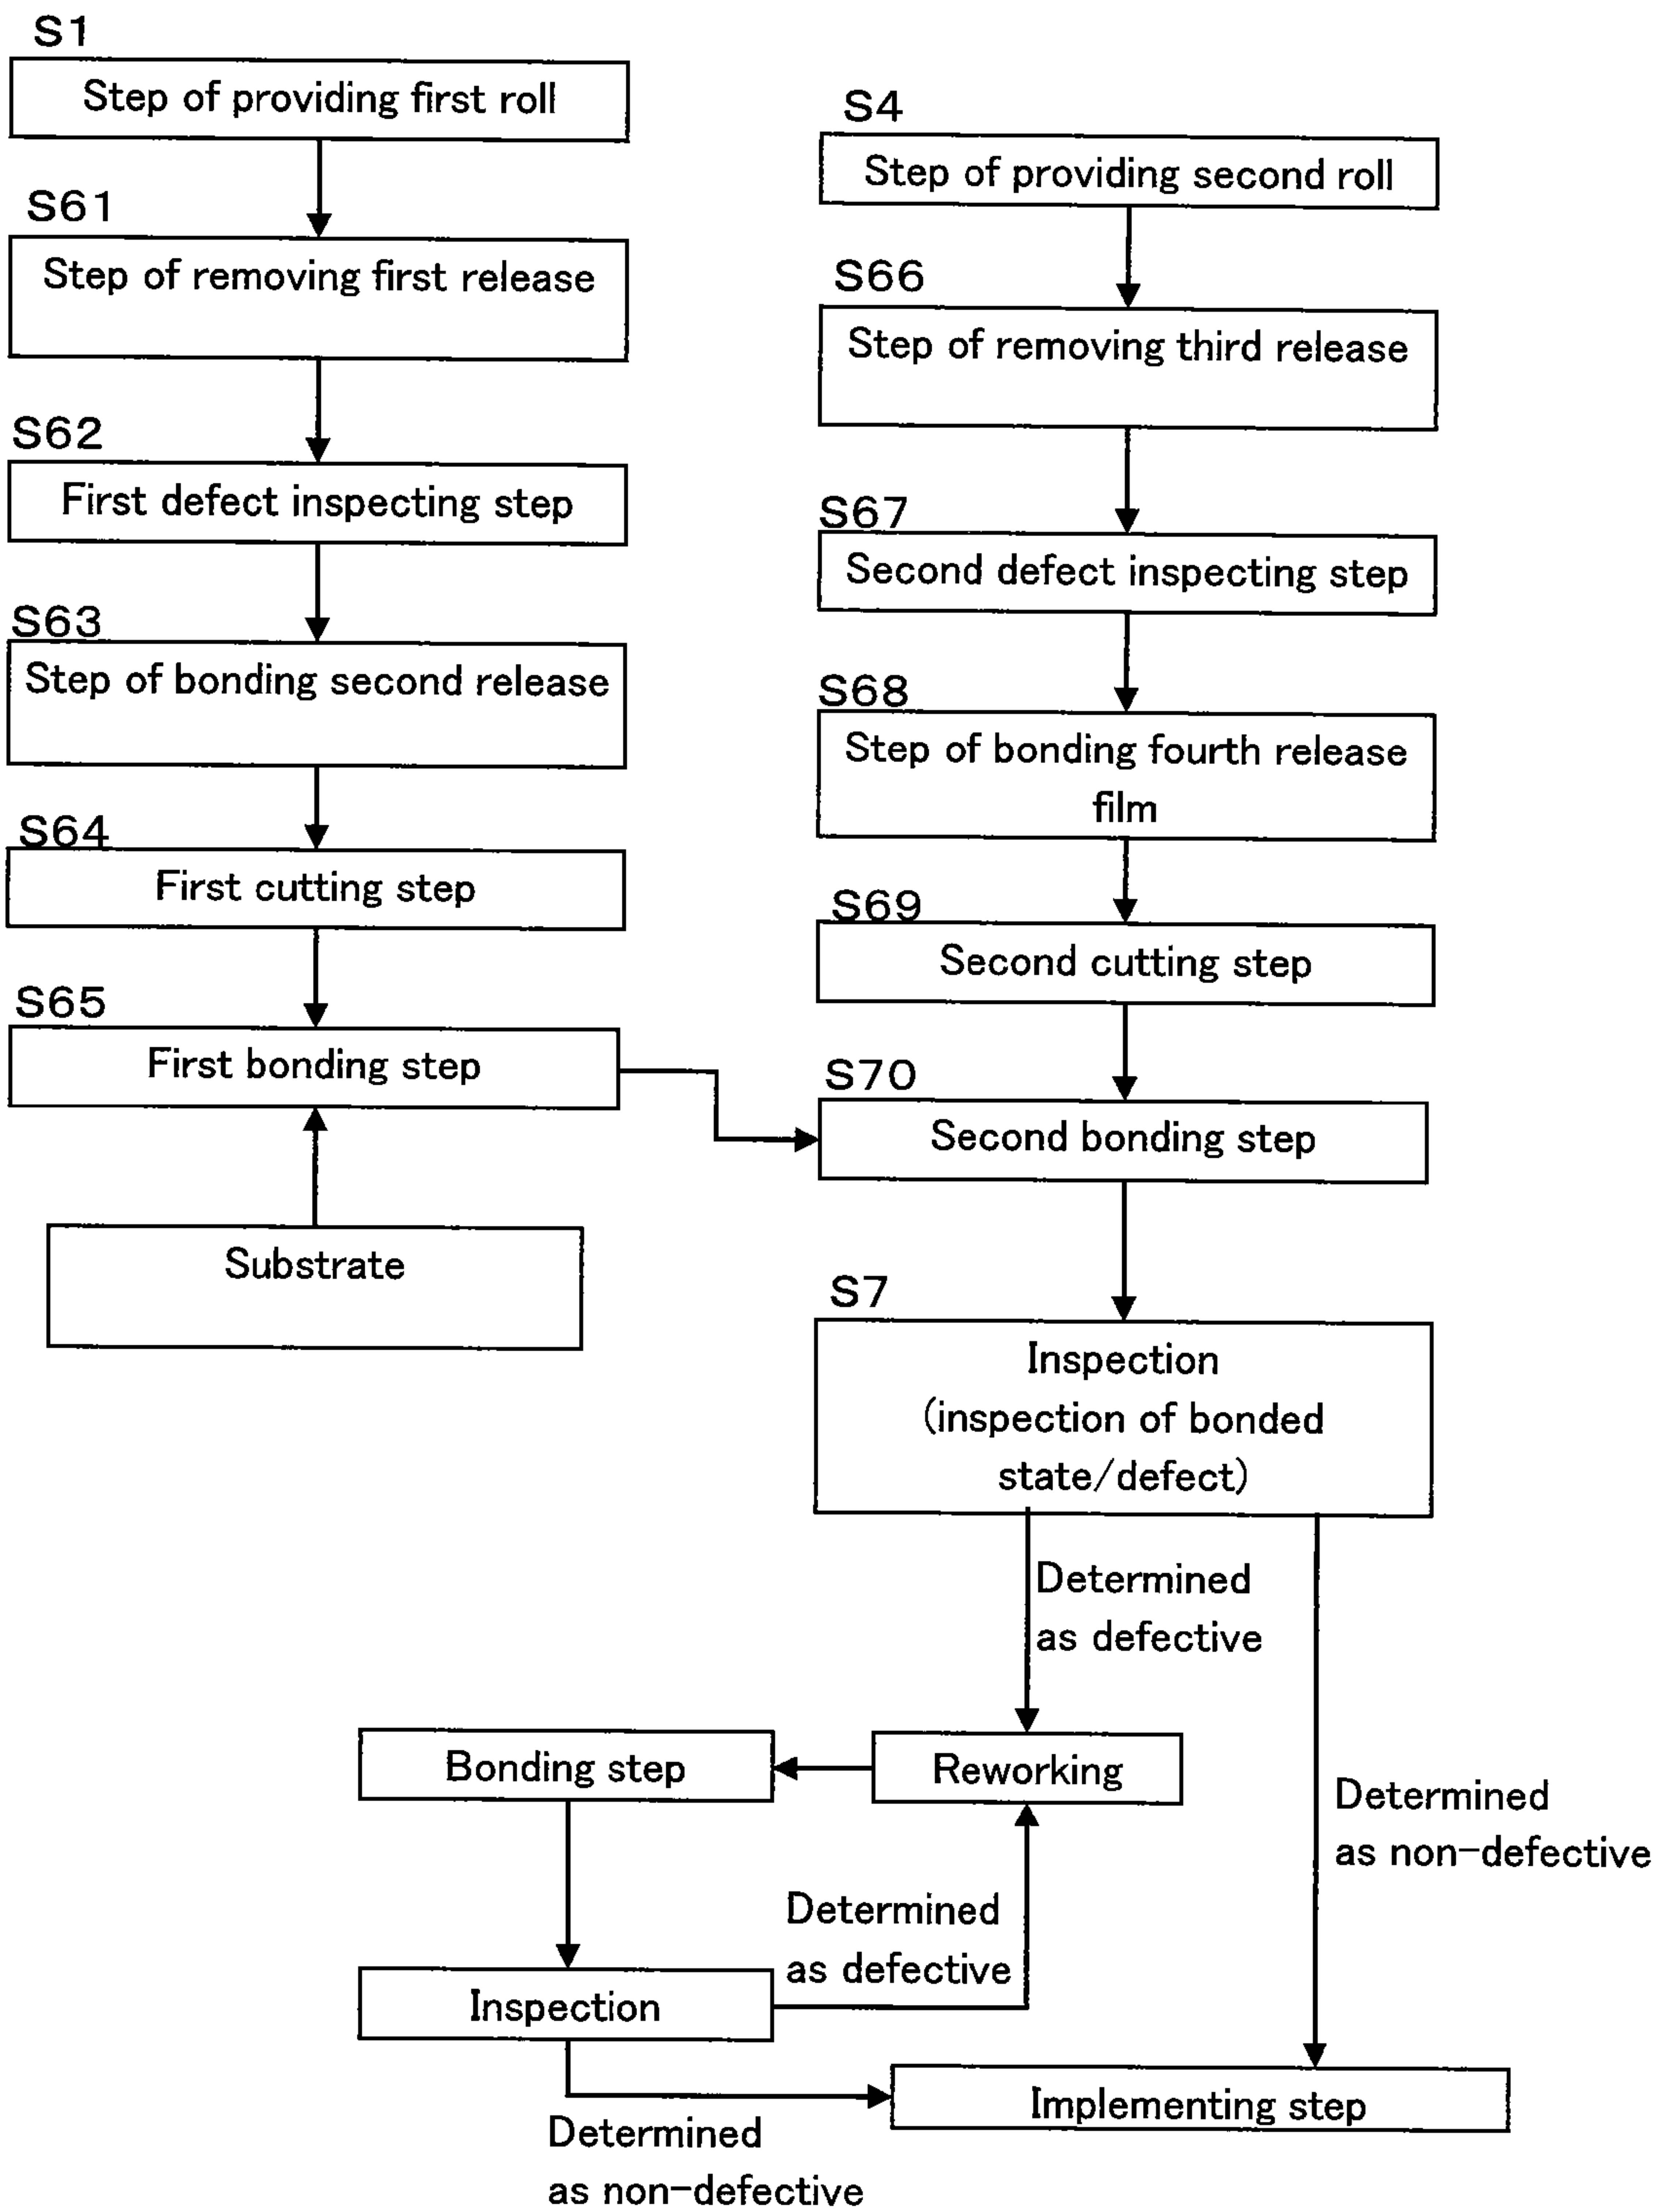 S1
Step of providing first roll
S61
Step of removing first release
S62
First defect inspecting step
S63
Step of bonding second release
S64
First cutting step
S65
First bonding step
Substrate
S4
Step of providing second roll
S66
Step of removing third release
S67
Second defect inspecting step
S68
Step of bonding fourth release
film
S69
Second cutting step
S70
Second bonding step
S7
Inspection
(inspection of bonded
state/defect)
Determined
as defective
Bonding step
Reworking
Determined
as non-defective
Determined
as defective
Inspection
Implementing step
Determined
as non-defective